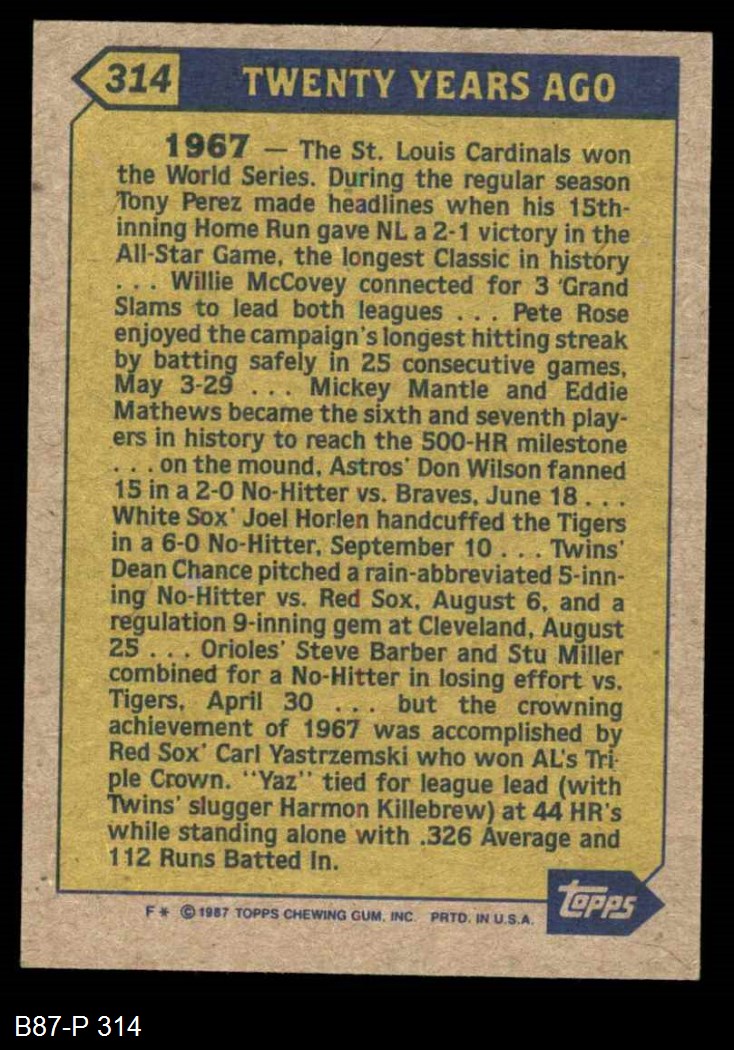 314
TWENTY YEARS AGO
1967 — The St. Louis Cardinals won
the World Series. During the regular season
Tony Perez made headlines when his 15th-
inning Home Run gave NL a 2-1 victory in the
All-Star Game, the longest Classic in history
. . . Willie McCovey connected for 3 Grand
Slams to lead both leagues . . . Pete Rose
enjoyed the campaign's longest hitting streak
by batting safely in 25 consecutive games,
May 3-29 . . . Mickey Mantle and Eddie
Mathews became the sixth and seventh play-
ers in history to reach the 500-HR milestone
. . . on the mound, Astros' Don Wilson fanned
15 in a 2-0 No-Hitter vs. Braves, June 18 . . .
White Sox' Joel Horlen handcuffed the Tigers
in a 6-0 No-Hitter, September 10 . . . Twins'
Dean Chance pitched a rain-abbreviated 5-inn-
ing No-Hitter vs. Red Sox, August 6, and a
regulation 9-inning gem at Cleveland, August
25 . . . Orioles' Steve Barber and Stu Miller
combined for a No-Hitter in losing effort vs.
Tigers, April 30 . . . but the crowning
achievement of 1967 was accomplished by
Red Sox' Carl Yastrzemski who won AL's Tri-
ple Crown. "Yaz" tied for league lead (with
Twins' slugger Harmon Killebrew) at 44 HR's
while standing alone with .326 Average and
112 Runs Batted In.
topps
F* © 1987 TOPPS CHEWING GUM, INC. PRTD. IN U.S.A.
B87-P 314